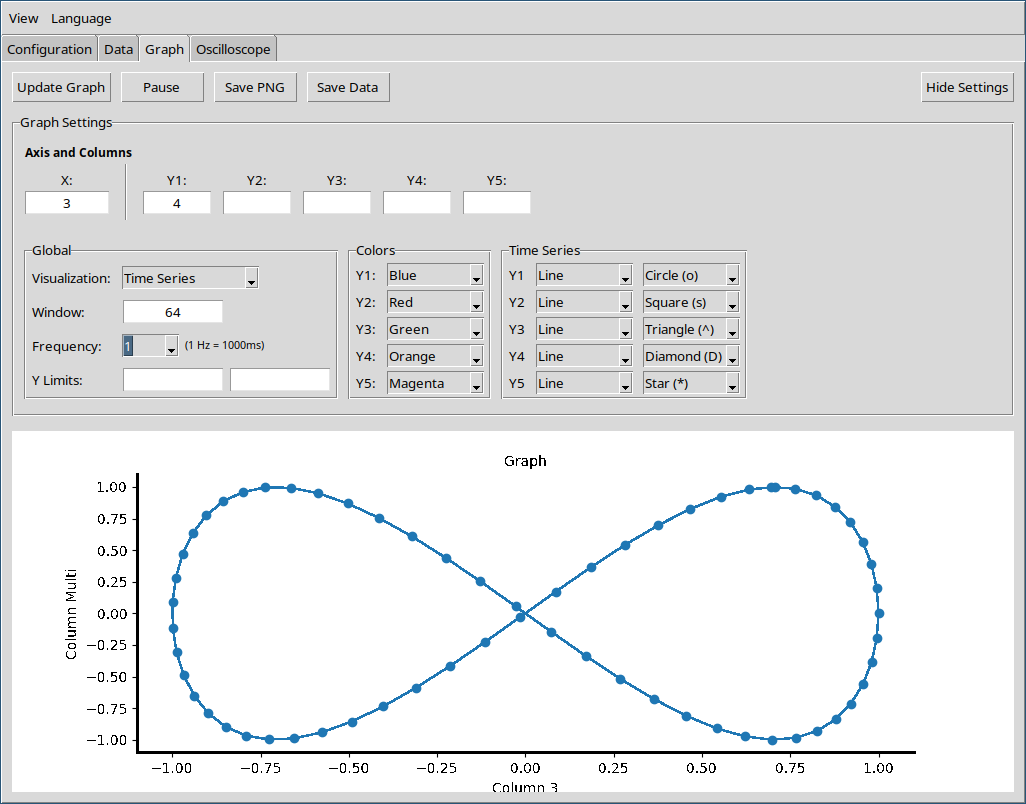 View Language
Configuration Data Graph Oscilloscope
Update Graph Pause Save PNG Save Data Hide Settings
Graph Settings
Axis and Columns
X: Y1: Y2: Y3: Y4: Y5:
3 4
Global Colors Time Series
Visualization: Time Series Y1: Blue Y1 Line Circle (o)
Window: 64 Y2: Red Y2 Line Square (s)
Frequency: 1 (1 Hz = 1000ms) Y3: Green Y3 Line Triangle (^)
Y4: Orange Y4 Line Diamond (D)
Y Limits: Y5: Magenta Y5 Line Star (*)
Graph
1.00
0.75
0.50
0.25
0.00
−0.25
−0.50
−0.75
−1.00
Column Multi
−1.00 −0.75 −0.50 −0.25 0.00 0.25 0.50 0.75 1.00
Column 3